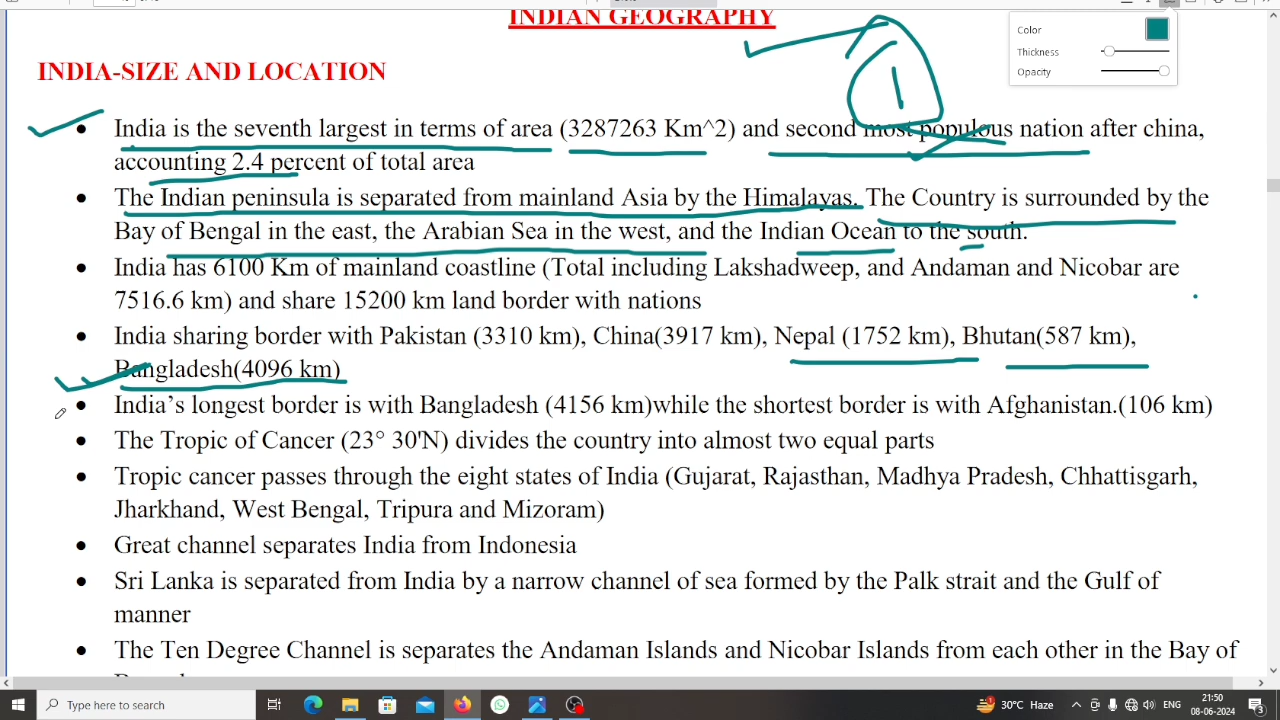 INDIAN GEOGRAPHY
Color
Thickness
Opacity
INDIA-SIZE AND LOCATION
1
• India is the seventh largest in terms of area (3287263 Km^2) and second most populous nation after china,
accounting 2.4 percent of total area
• The Indian peninsula is separated from mainland Asia by the Himalayas. The Country is surrounded by the
Bay of Bengal in the east, the Arabian Sea in the west, and the Indian Ocean to the south.
• India has 6100 Km of mainland coastline (Total including Lakshadweep, and Andaman and Nicobar are
7516.6 km) and share 15200 km land border with nations
• India sharing border with Pakistan (3310 km), China(3917 km), Nepal (1752 km), Bhutan(587 km),
Bangladesh(4096 km)
• India’s longest border is with Bangladesh (4156 km)while the shortest border is with Afghanistan.(106 km)
• The Tropic of Cancer (23° 30'N) divides the country into almost two equal parts
• Tropic cancer passes through the eight states of India (Gujarat, Rajasthan, Madhya Pradesh, Chhattisgarh,
Jharkhand, West Bengal, Tripura and Mizoram)
• Great channel separates India from Indonesia
• Sri Lanka is separated from India by a narrow channel of sea formed by the Palk strait and the Gulf of
manner
• The Ten Degree Channel is separates the Andaman Islands and Nicobar Islands from each other in the Bay of
Type here to search
30°C Haze
ENG
21:50
08-06-2024